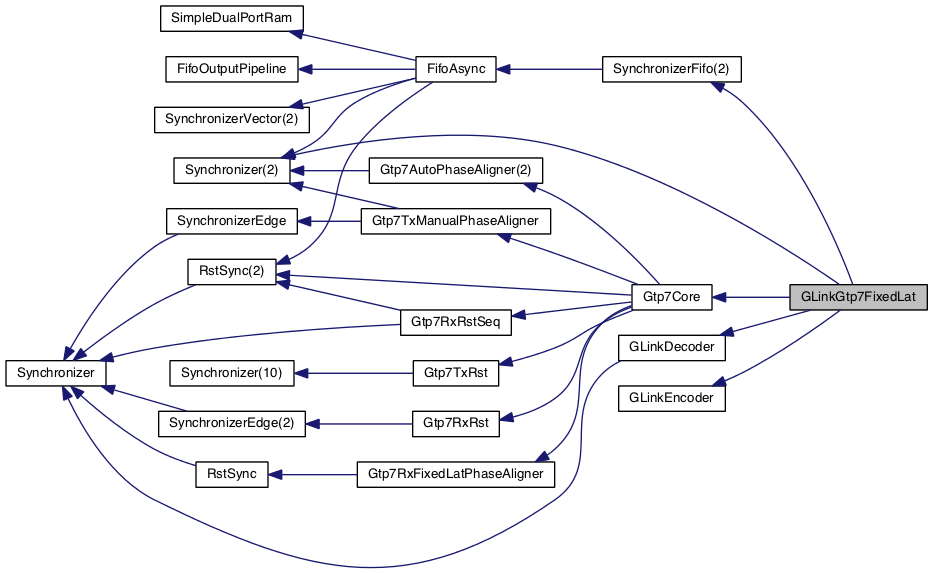 SimpleDualPortRam
FifoOutputPipeline
FifoAsync
SynchronizerFifo(2)
SynchronizerVector(2)
Synchronizer(2)
Gtp7AutoPhaseAligner(2)
SynchronizerEdge
Gtp7TxManualPhaseAligner
RstSync(2)
Gtp7Core
GLinkGtp7FixedLat
Gtp7RxRstSeq
GLinkDecoder
Synchronizer
Synchronizer(10)
Gtp7TxRst
GLinkEncoder
SynchronizerEdge(2)
Gtp7RxRst
RstSync
Gtp7RxFixedLatPhaseAligner